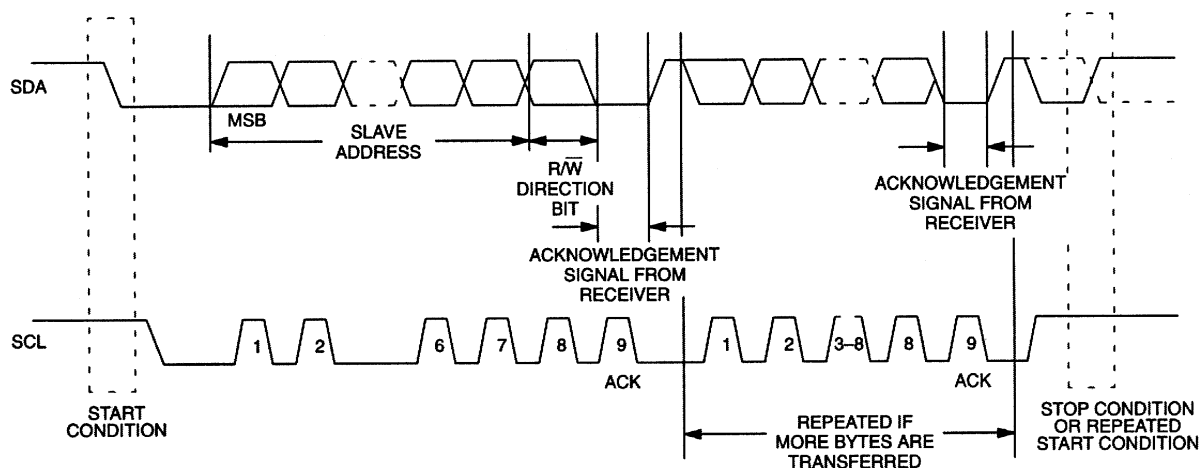 SDA
MSB
SLAVE
ADDRESS
R/W̅
DIRECTION
BIT
ACKNOWLEDGEMENT
SIGNAL FROM
RECEIVER
ACKNOWLEDGEMENT
SIGNAL FROM
RECEIVER
SCL
1 2 6 7 8 9 1 2 3–8 8 9
ACK ACK
START
CONDITION
REPEATED IF
MORE BYTES ARE
TRANSFERRED
STOP CONDITION
OR REPEATED
START CONDITION